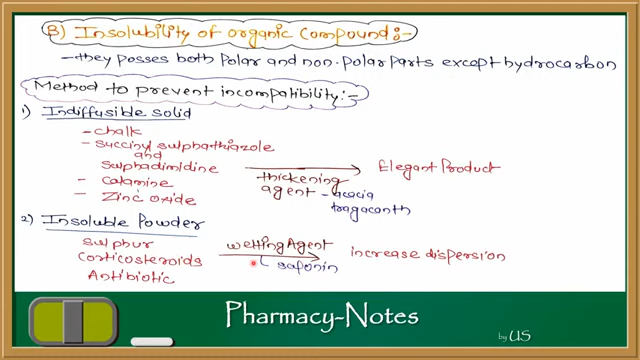 B) Insolubility of organic compound:-
- they posses both Polar and non-polar parts except hydrocarbon
Method to prevent incompatibility:-
1) Indiffusible solid
- chalk
- succinyl sulphathiazole
and
sulphadimidine
- calamine
- Zinc oxide
thickening
agent - acacia
tragacanth
Elegant Product
2) Insoluble Powder
sulphur
Corticosteroids
Antibiotic
wetting Agent
saponin
increase dispersion
Pharmacy-Notes
by US